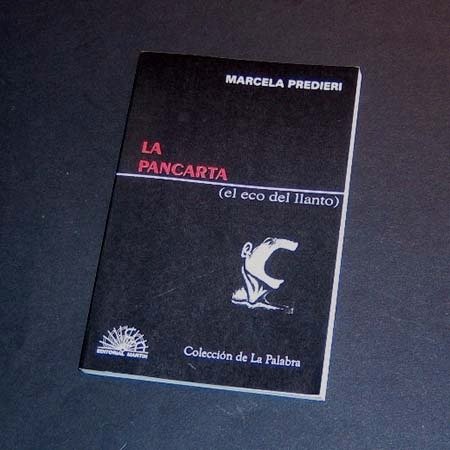 MARCELA PREDIERI
LA
PANCARTA
(el eco del llanto)
EDITORIAL MARTIN
Colección de La Palabra